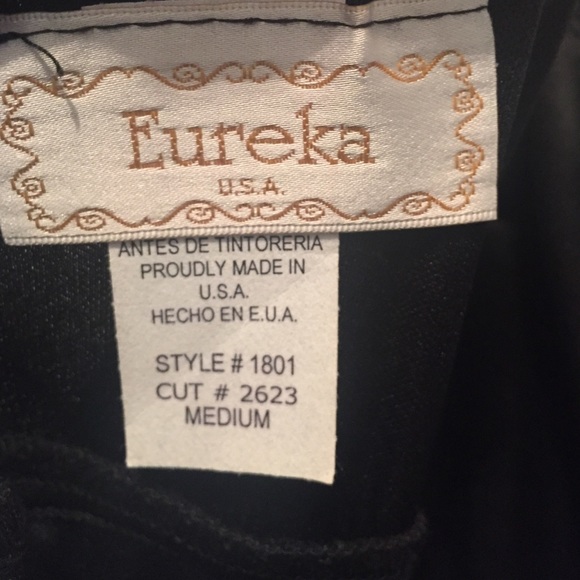 Eureka
U.S.A.
ANTES DE TINTORERIA
PROUDLY MADE IN
U.S.A.
HECHO EN E.U.A.
STYLE # 1801
CUT # 2623
MEDIUM